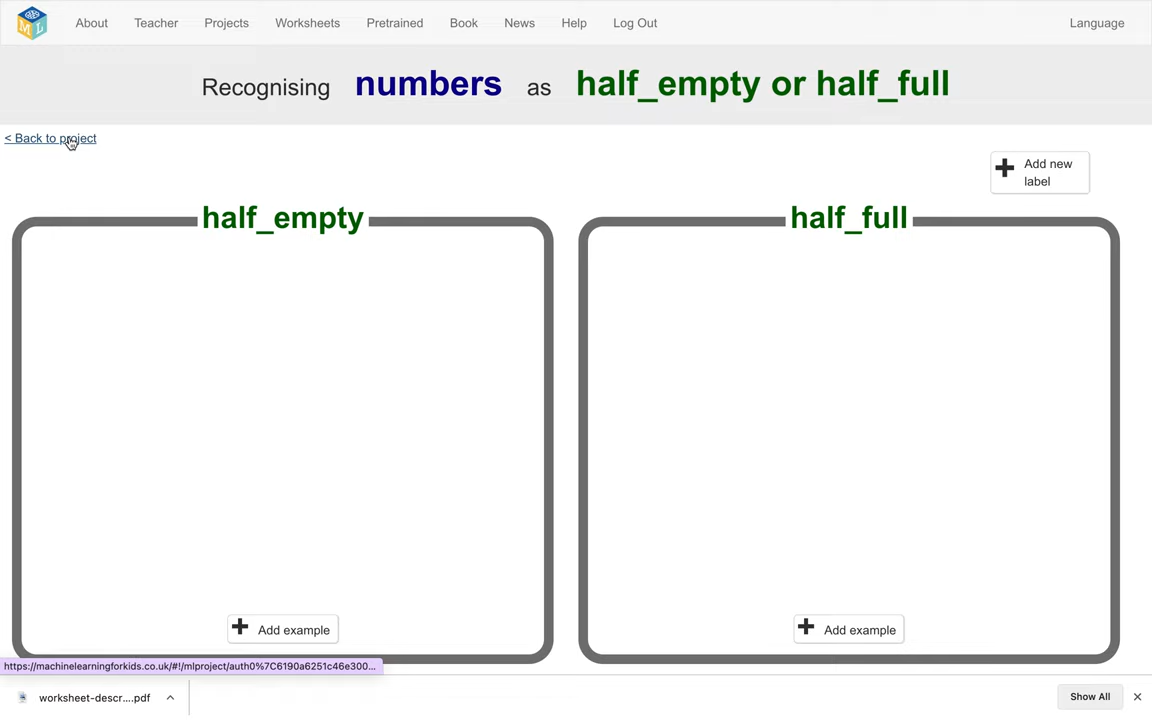 About Teacher Projects Worksheets Pretrained Book News Help Log Out Language
Recognising numbers as half_empty or half_full
< Back to project
Add new
label
half_empty half_full
Add example Add example
https://machinelearningforkids.co.uk/#!/mlproject/auth0%7C6190a6251c46e300...
worksheet-descr....pdf Show All